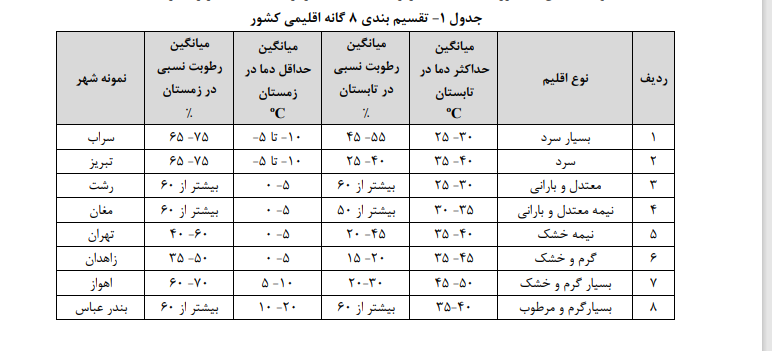 جدول ۱- تقسیم بندی ۸ گانه اقلیمی کشور
ردیف | نوع اقلیم | میانگین حداکثر دما در تابستان ºC | میانگین رطوبت نسبی در تابستان ٪ | میانگین حداقل دما در زمستان ºC | میانگین رطوبت نسبی در زمستان ٪ | نمونه شهر
۱ | بسیار سرد | ۲۵ -۳۰ | ۴۵ -۵۵ | -۵ تا -۱۰ | ۶۵ -۷۵ | سراب
۲ | سرد | ۳۵ -۴۰ | ۲۵ -۴۰ | -۵ تا -۱۰ | ۶۵ -۷۵ | تبریز
۳ | معتدل و بارانی | ۲۵ -۳۰ | بیشتر از ۶۰ | ۰ -۵ | بیشتر از ۶۰ | رشت
۴ | نیمه معتدل و بارانی | ۳۰ -۳۵ | بیشتر از ۵۰ | ۰ -۵ | بیشتر از ۶۰ | مغان
۵ | نیمه خشک | ۳۵ -۴۰ | ۲۰ -۴۵ | ۰ -۵ | ۴۰ -۶۰ | تهران
۶ | گرم و خشک | ۳۵ -۴۵ | ۱۵ -۲۰ | ۰ -۵ | ۳۵ -۵۰ | زاهدان
۷ | بسیار گرم و خشک | ۴۵ -۵۰ | ۲۰-۳۰ | ۵ -۱۰ | ۶۰ -۷۰ | اهواز
۸ | بسیارگرم و مرطوب | ۳۵-۴۰ | بیشتر از ۶۰ | ۱۰ -۲۰ | بیشتر از ۶۰ | بندر عباس